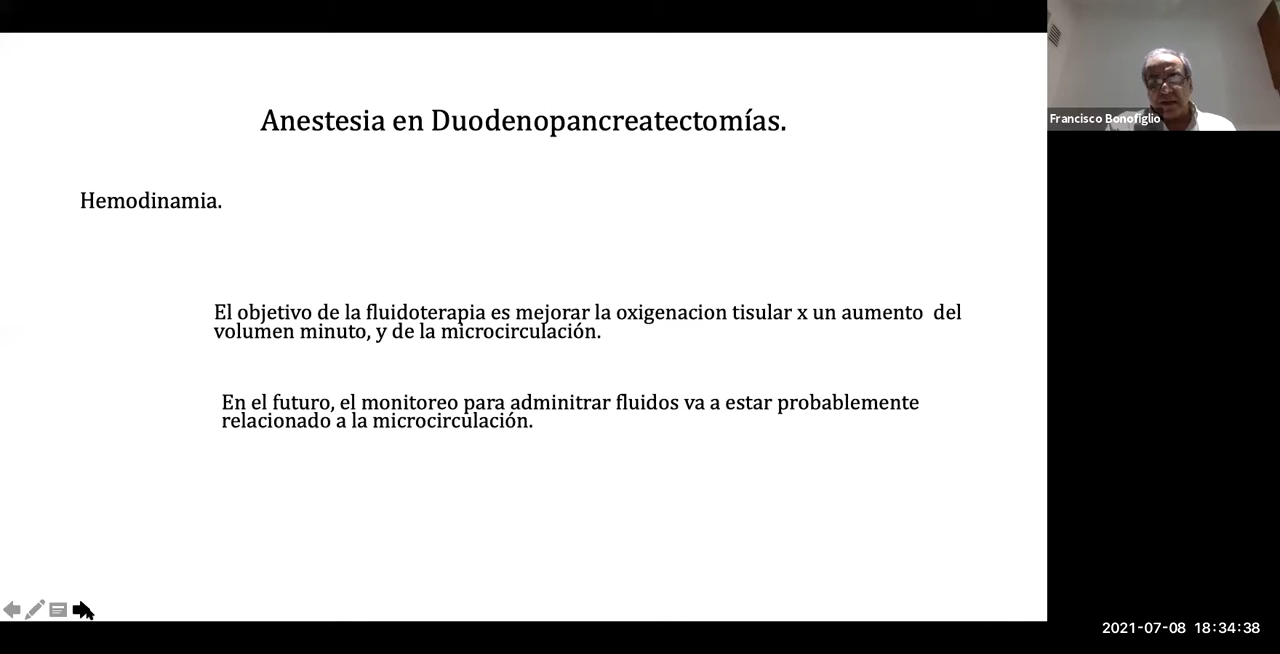 Anestesia en Duodenopancreatectomías.
Francisco Bonofiglio
Hemodinamia.
El objetivo de la fluidoterapia es mejorar la oxigenacion tisular x un aumento  del
volumen minuto, y de la microcirculación.
En el futuro, el monitoreo para adminitrar fluidos va a estar probablemente
relacionado a la microcirculación.
2021-07-08 18:34:38